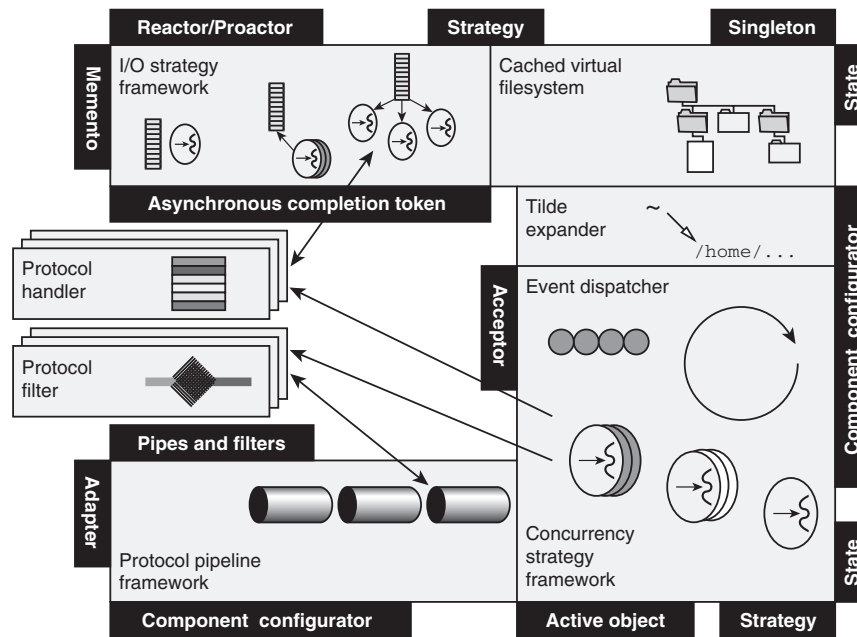 Reactor/Proactor
Strategy
Singleton
Memento
I/O strategy
framework
Cached virtual
filesystem
State
Asynchronous completion token
Tilde
expander
~
/home/...
Protocol
handler
Acceptor
Event dispatcher
Component configurator
Protocol
filter
Pipes and filters
Adapter
Protocol pipeline
framework
Concurrency
strategy
framework
State
Component configurator
Active object
Strategy